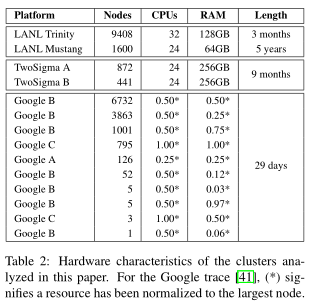 Platform Nodes CPUs RAM Length
LANL Trinity 9408 32 128GB 3 months
LANL Mustang 1600 24 64GB 5 years
TwoSigma A 872 24 256GB 9 months
TwoSigma B 441 24 256GB
Google B 6732 0.50* 0.50* 29 days
Google B 3863 0.50* 0.25*
Google B 1001 0.50* 0.75*
Google C 795 1.00* 1.00*
Google A 126 0.25* 0.25*
Google B 52 0.50* 0.12*
Google B 5 0.50* 0.03*
Google B 5 0.50* 0.97*
Google C 3 1.00* 0.50*
Google B 1 0.50* 0.06*
Table 2: Hardware characteristics of the clusters ana-
lyzed in this paper. For the Google trace [41], (*) sig-
nifies a resource has been normalized to the largest node.